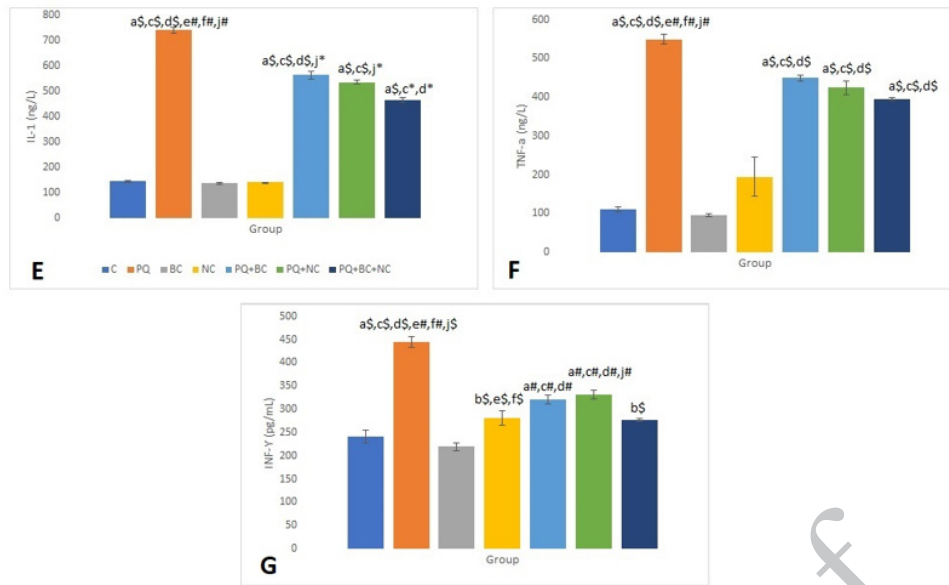 a$,c$,d$,e#,f#,j#
a$,c$,d$,j*
a$,c$,j*
a$,c*,d*
800
700
600
500
400
300
200
100
0
IL-1 (ng/L)
Group
E
C PQ BC NC PQ+BC PQ+NC PQ+BC+NC
a$,c$,d$,e#,f#,j#
a$,c$,d$
a$,c$,d$
a$,c$,d$
600
500
400
300
200
100
0
TNF-a (ng/L)
Group
F
a$,c$,d$,e#,f#,j$
b$,e$,f$
a#,c#,d#
a#,c#,d#,j#
b$
500
450
400
350
300
250
200
150
100
50
0
INF-Y (pg/mL)
Group
G
f